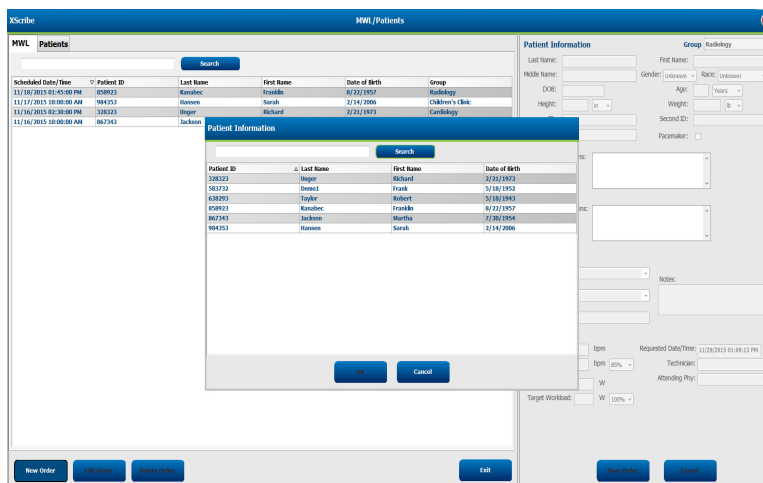 XScribe MWL/Patients
MWL Patients
Search
Scheduled Date/Time Patient ID Last Name First Name Date of Birth Group
11/18/2015 01:45:00 PM 858923 Kanabec Franklin 8/22/1957 Radiology
11/17/2015 10:00:00 AM 984353 Hansen Sarah 2/14/2006 Children's Clinic
11/16/2015 02:30:00 PM 328323 Unger Richard 2/21/1973 Cardiology
11/16/2015 10:00:00 AM 867343 Jackson
Patient Information
Search
Patient ID Last Name First Name Date of Birth
328323 Unger Richard 2/21/1973
583732 Demo1 Frank 5/18/1952
638293 Taylor Robert 5/18/1943
858923 Kanabec Franklin 8/22/1957
867343 Jackson Martha 7/30/1954
984353 Hansen Sarah 2/14/2006
OK Cancel
Patient Information Group Radiology
Last Name: First Name:
Middle Name: Gender: Unknown Race: Unknown
DOB: Age: Years
Height: in Weight: lb
Second ID:
Pacemaker:
ns:
ons:
Notes:
bpm Requested Date/Time: 11/29/2015 01:09:13 PM
bpm 85% Technician:
W Attending Phy:
Target Workload: W 100%
New Order Edit Order Delete Order Exit Save Order Cancel